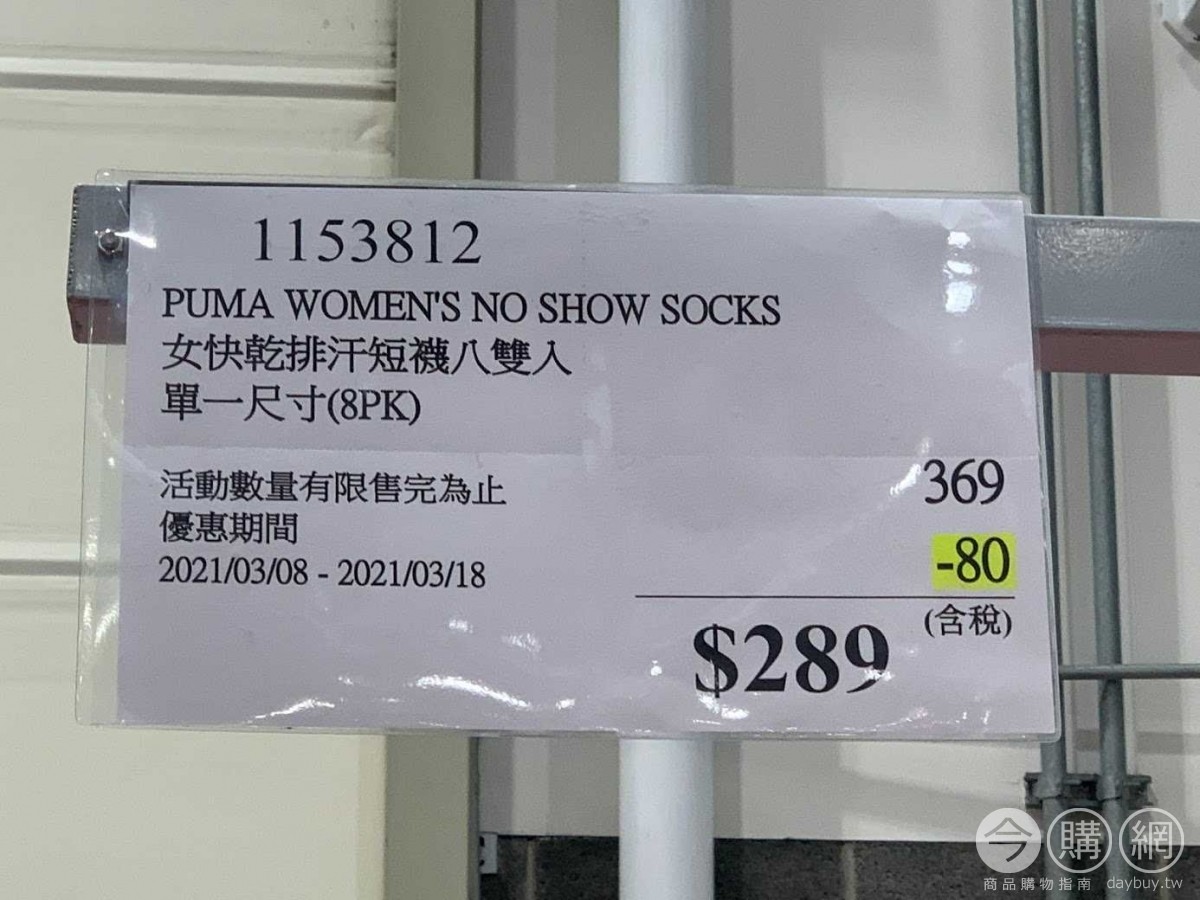 1153812
PUMA WOMEN'S NO SHOW SOCKS
女快乾排汗短襪八雙入
單一尺寸(8PK)
活動數量有限售完為止
優惠期間
2021/03/08 - 2021/03/18
369
-80
(含稅)
$289
今購網
商品購物指南 daybuy.tw